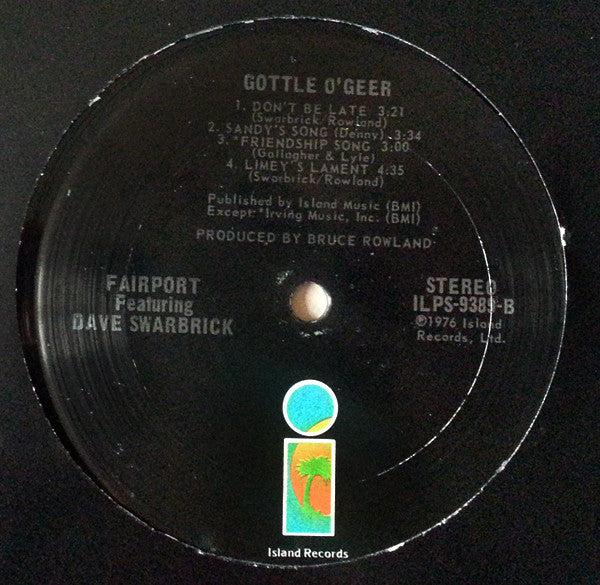 GOTTLE O'GEER
1. DON'T BE LATE 3:21
(Swarbrick/Rowland)
2. SANDY'S SONG (Denny) 3:34
3. *FRIENDSHIP SONG 3:00
(Gallagher & Lyle)
4. LIMEY'S LAMENT 4:35
(Swarbrick/Rowland)
Published by Island Music (BMI)
Except: *Irving Music, Inc. (BMI)
PRODUCED BY BRUCE ROWLAND
FAIRPORT
Featuring
DAVE SWARBRICK
STEREO
ILPS-9389-B
℗1976 Island
Records, Ltd.
Island Records